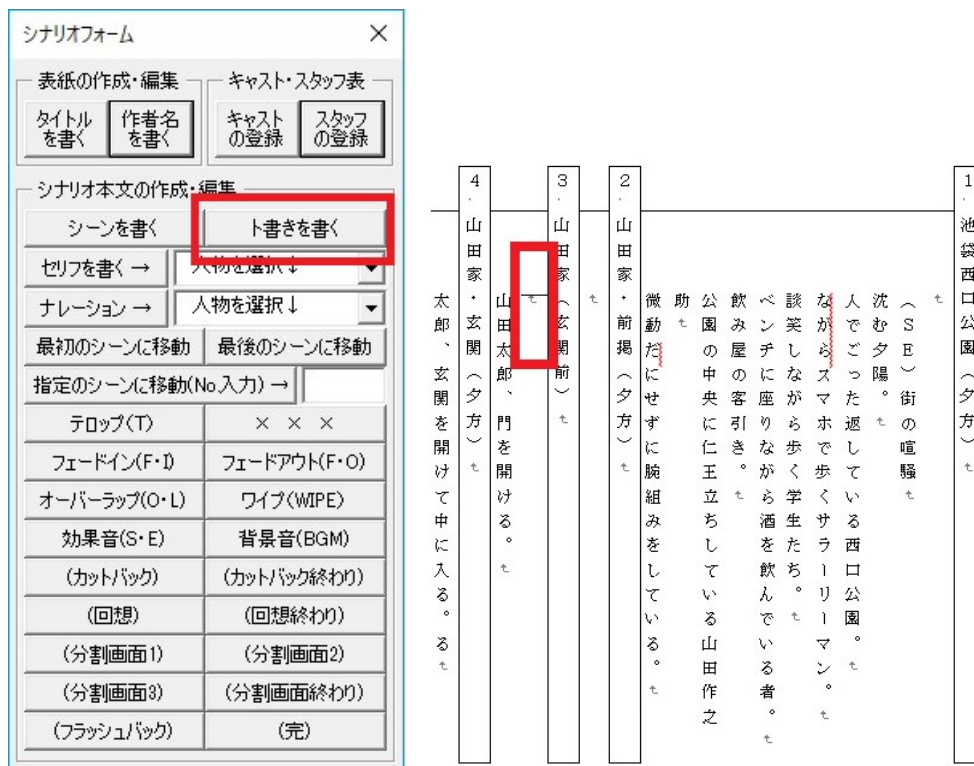 シナリオフォーム
表紙の作成・編集
キャスト・スタッフ表
タイトル
を書く
作者名
を書く
キャスト
の登録
スタッフ
の登録
シナリオ本文の作成・編集
シーンを書く
ト書きを書く
セリフを書く →
人物を選択↓
ナレーション →
人物を選択↓
最初のシーンに移動
最後のシーンに移動
指定のシーンに移動(No.入力) →
テロップ(T)
× × ×
フェードイン(F・I)
フェードアウト(F・O)
オーバーラップ(O・L)
ワイプ(WIPE)
効果音(S・E)
背景音(BGM)
(カットバック)
(カットバック終わり)
(回想)
(回想終わり)
(分割画面1)
(分割画面2)
(分割画面3)
(分割画面終わり)
(フラッシュバック)
(完)
1.池袋西口公園(夕方)
(SE)街の喧騒
沈む夕陽。
人でごった返している西口公園。
ながらスマホで歩くサラーリーマン。
談笑しながら歩く学生たち。
ベンチに座りながら酒を飲んでいる者。
飲み屋の客引き。
公園の中央に仁王立ちしている山田作之
助
微動だにせずに腕組みをしている。
2.山田家・前掲(夕方)
3.山田家(玄関前)
山田太郎、門を開ける。
4.山田家・玄関(夕方)
太郎、玄関を開けて中に入る。る